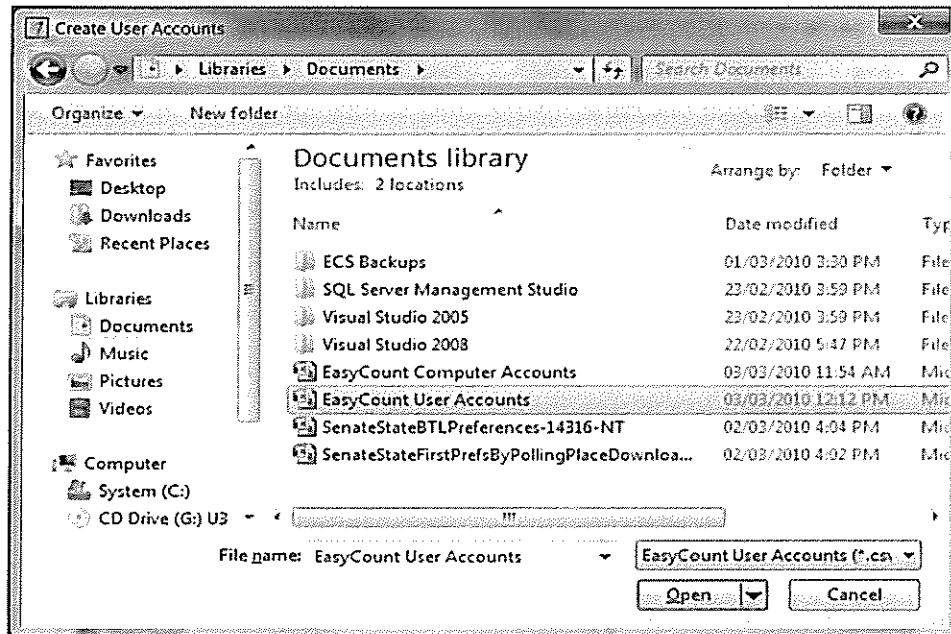 Create User Accounts
Libraries Documents
Search Documents
Organize New folder
Favorites
Desktop
Downloads
Recent Places
Libraries
Documents
Music
Pictures
Videos
Computer
System (C:)
CD Drive (G:) U3
Documents library
Includes: 2 locations
Arrange by: Folder
Name Date modified Typ
ECS Backups 01/03/2010 3:30 PM File
SQL Server Management Studio 23/02/2010 3:59 PM File
Visual Studio 2005 23/02/2010 3:59 PM File
Visual Studio 2008 22/02/2010 5:47 PM File
EasyCount Computer Accounts 03/03/2010 11:54 AM Mic
EasyCount User Accounts 03/03/2010 12:12 PM Mic
SenateStateBTLPreferences-14316-NT 02/03/2010 4:04 PM Mic
SenateStateFirstPrefsByPollingPlaceDownloa... 02/03/2010 4:02 PM Mic
File name: EasyCount User Accounts EasyCount User Accounts (*.csv
Open Cancel